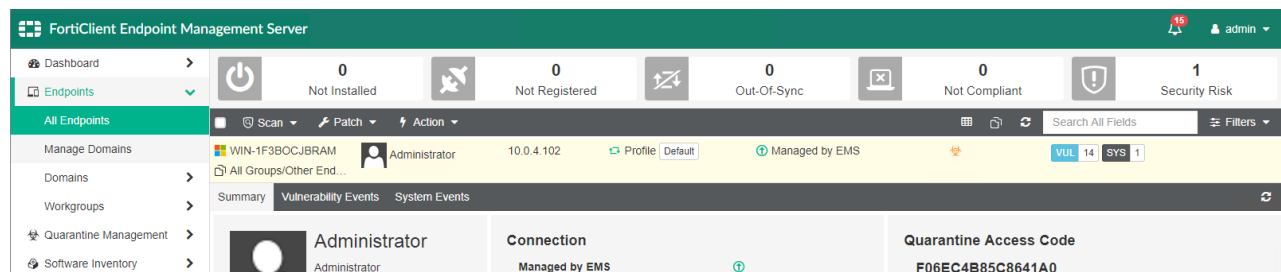 FortiClient Endpoint Management Server
15
admin
Dashboard
Endpoints
All Endpoints
Manage Domains
Domains
Workgroups
Quarantine Management
Software Inventory
0
Not Installed
0
Not Registered
0
Out-Of-Sync
0
Not Compliant
1
Security Risk
Scan
Patch
Action
Search All Fields
Filters
WIN-1F3BOCJBRAM
Administrator
10.0.4.102
Profile Default
Managed by EMS
VUL 14 SYS 1
All Groups/Other End...
Summary Vulnerability Events System Events
Administrator
Administrator
Connection
Managed by EMS
Quarantine Access Code
F06EC4B85C8641A0